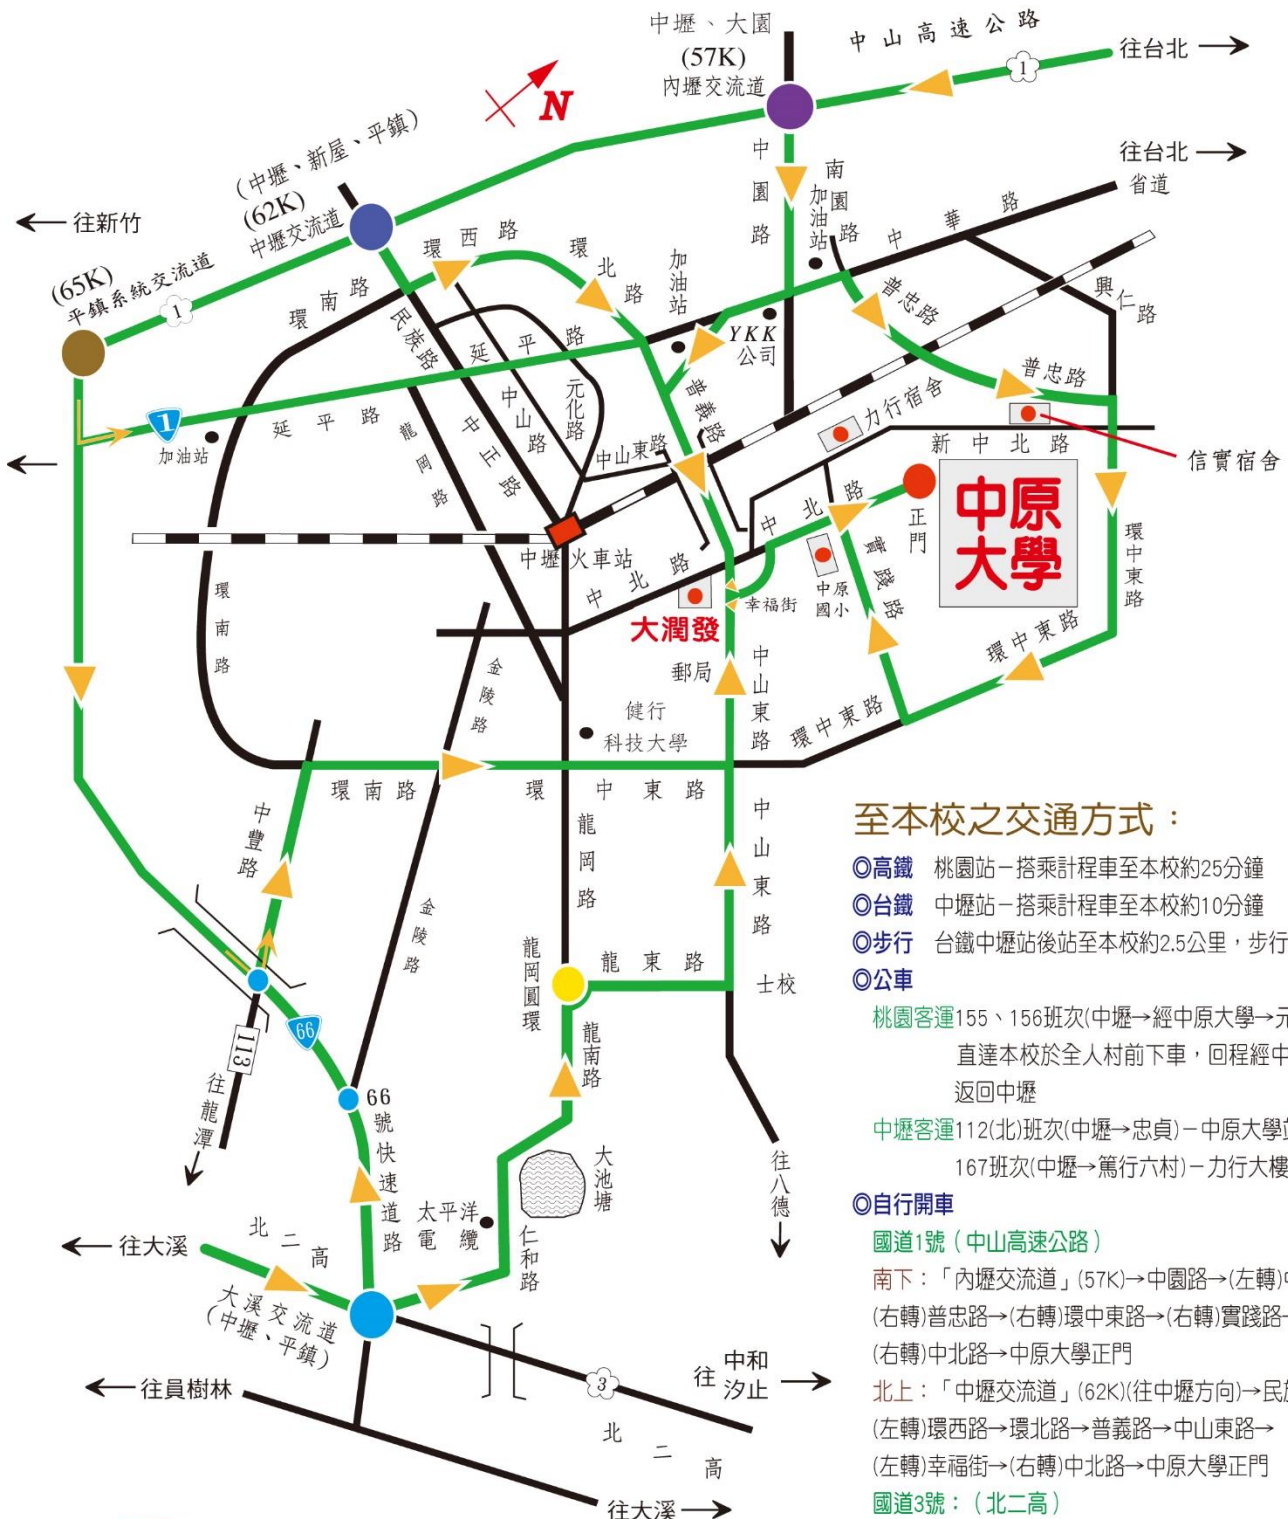 中壢、大園
(57K)
內壢交流道
中山高速公路
1
往台北
N
往台北
省道
(中壢、新屋、平鎮)
(62K)
中壢交流道
往新竹
(65K)
平鎮系統交流道
1
環南路
環西路
環北路
加油站
中園路
南園路
加油站
中華路
興仁路
民族路
延平路
YKK
公司
普忠路
普忠路
1
加油站
延平路
龍岡路
中正路
中山路
元化路
中山東路
普義路
力行宿舍
新中北路
信實宿舍
中原
大學
正門
中北路
環中東路
中壢火車站
中北路
環南路
大潤發
幸福街
中原
國小
實踐路
環中東路
郵局
金陵路
健行
科技大學
中山東路
環中東路
環南路
環中東路
中豐路
龍岡路
中山東路
金陵路
龍岡圓環
龍東路
士校
66
113
往龍潭
66
號快速道路
龍南路
大池塘
往八德
太平洋
電纜
仁和路
往大溪
北二高
大溪交流道
(中壢、平鎮)
往員樹林
3
往
中和
汐止
北二高
往大溪
至本校之交通方式：
◎高鐵 桃園站－搭乘計程車至本校約25分鐘
◎台鐵 中壢站－搭乘計程車至本校約10分鐘
◎步行 台鐵中壢站後站至本校約2.5公里，步行
◎公車
桃園客運155、156班次(中壢→經中原大學→元
直達本校於全人村前下車，回程經中
返回中壢
中壢客運112(北)班次(中壢→忠貞)－中原大學
167班次(中壢→篤行六村)－力行大樓
◎自行開車
國道1號（中山高速公路）
南下：「內壢交流道」(57K)→中園路→(左轉)中
(右轉)普忠路→(右轉)環中東路→(右轉)實踐路
(右轉)中北路→中原大學正門
北上：「中壢交流道」(62K)(往中壢方向)→民
(左轉)環西路→環北路→普義路→中山東路→
(左轉)幸福街→(右轉)中北路→中原大學正門
國道3號：（北二高）